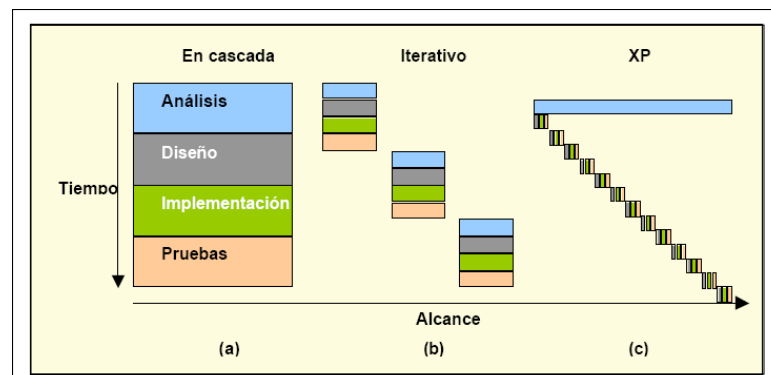 En cascada Iterativo XP
Análisis
Diseño
Tiempo
Implementación
Pruebas
Alcance
(a) (b) (c)